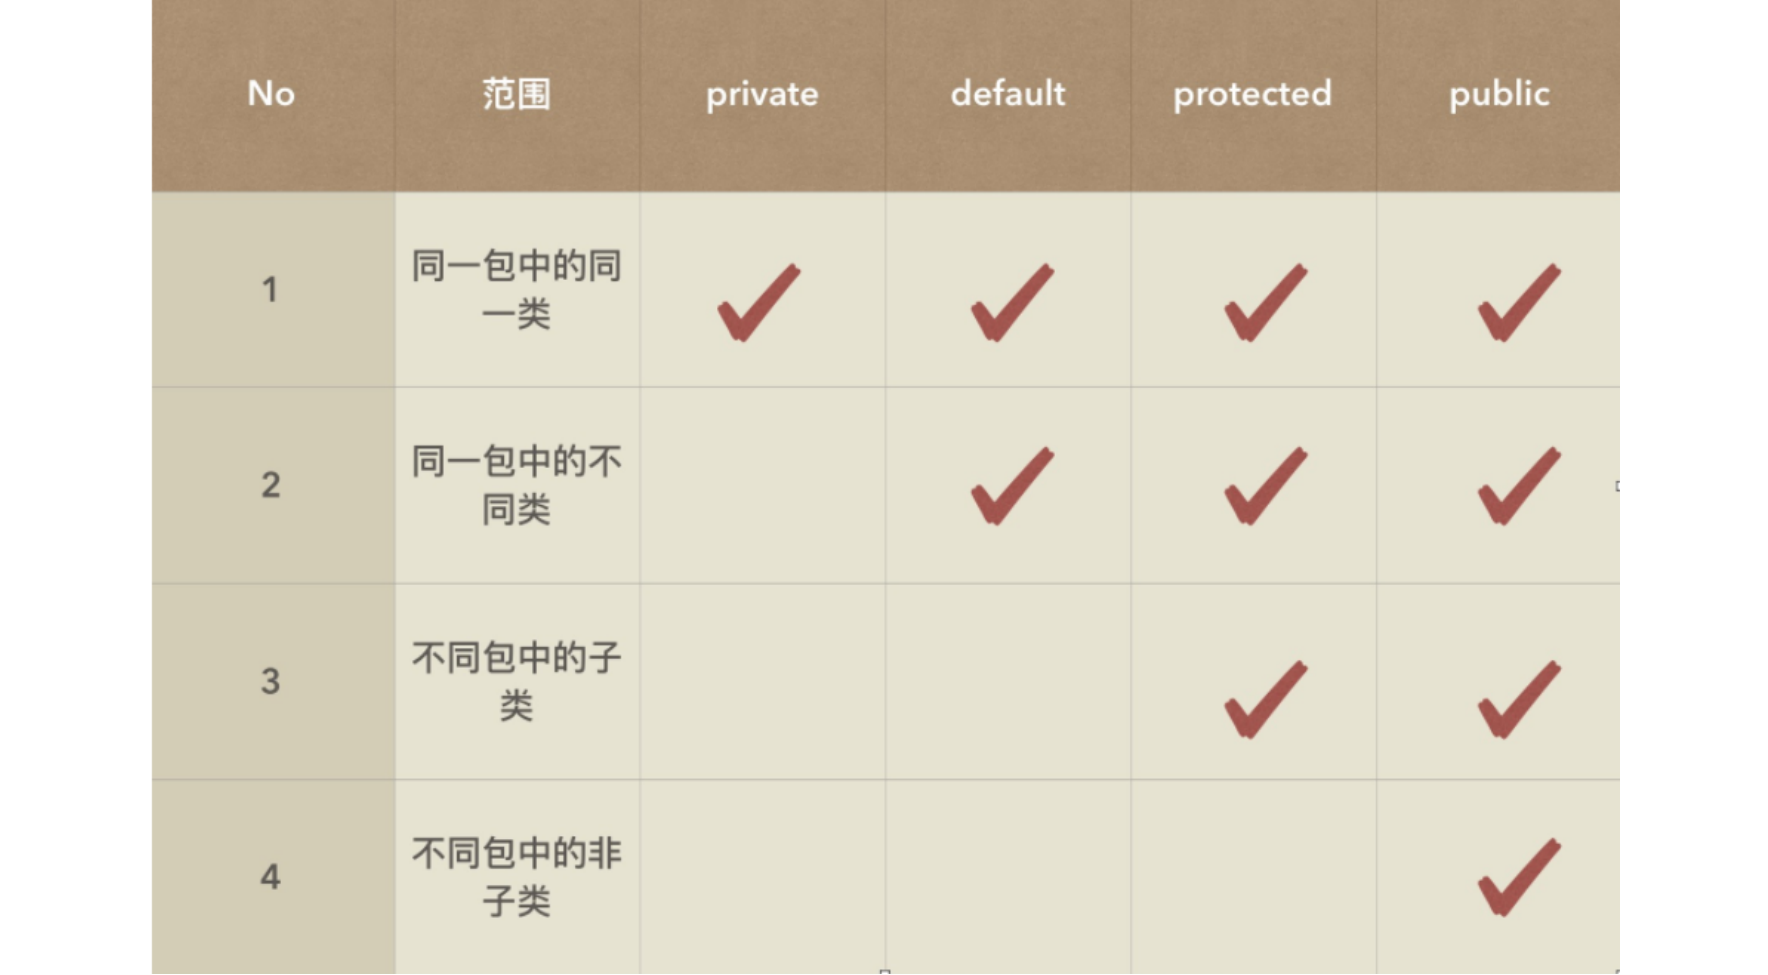 No 范围 private default protected public
1 同一包中的同
一类
2 同一包中的不
同类
3 不同包中的子
类
4 不同包中的非
子类